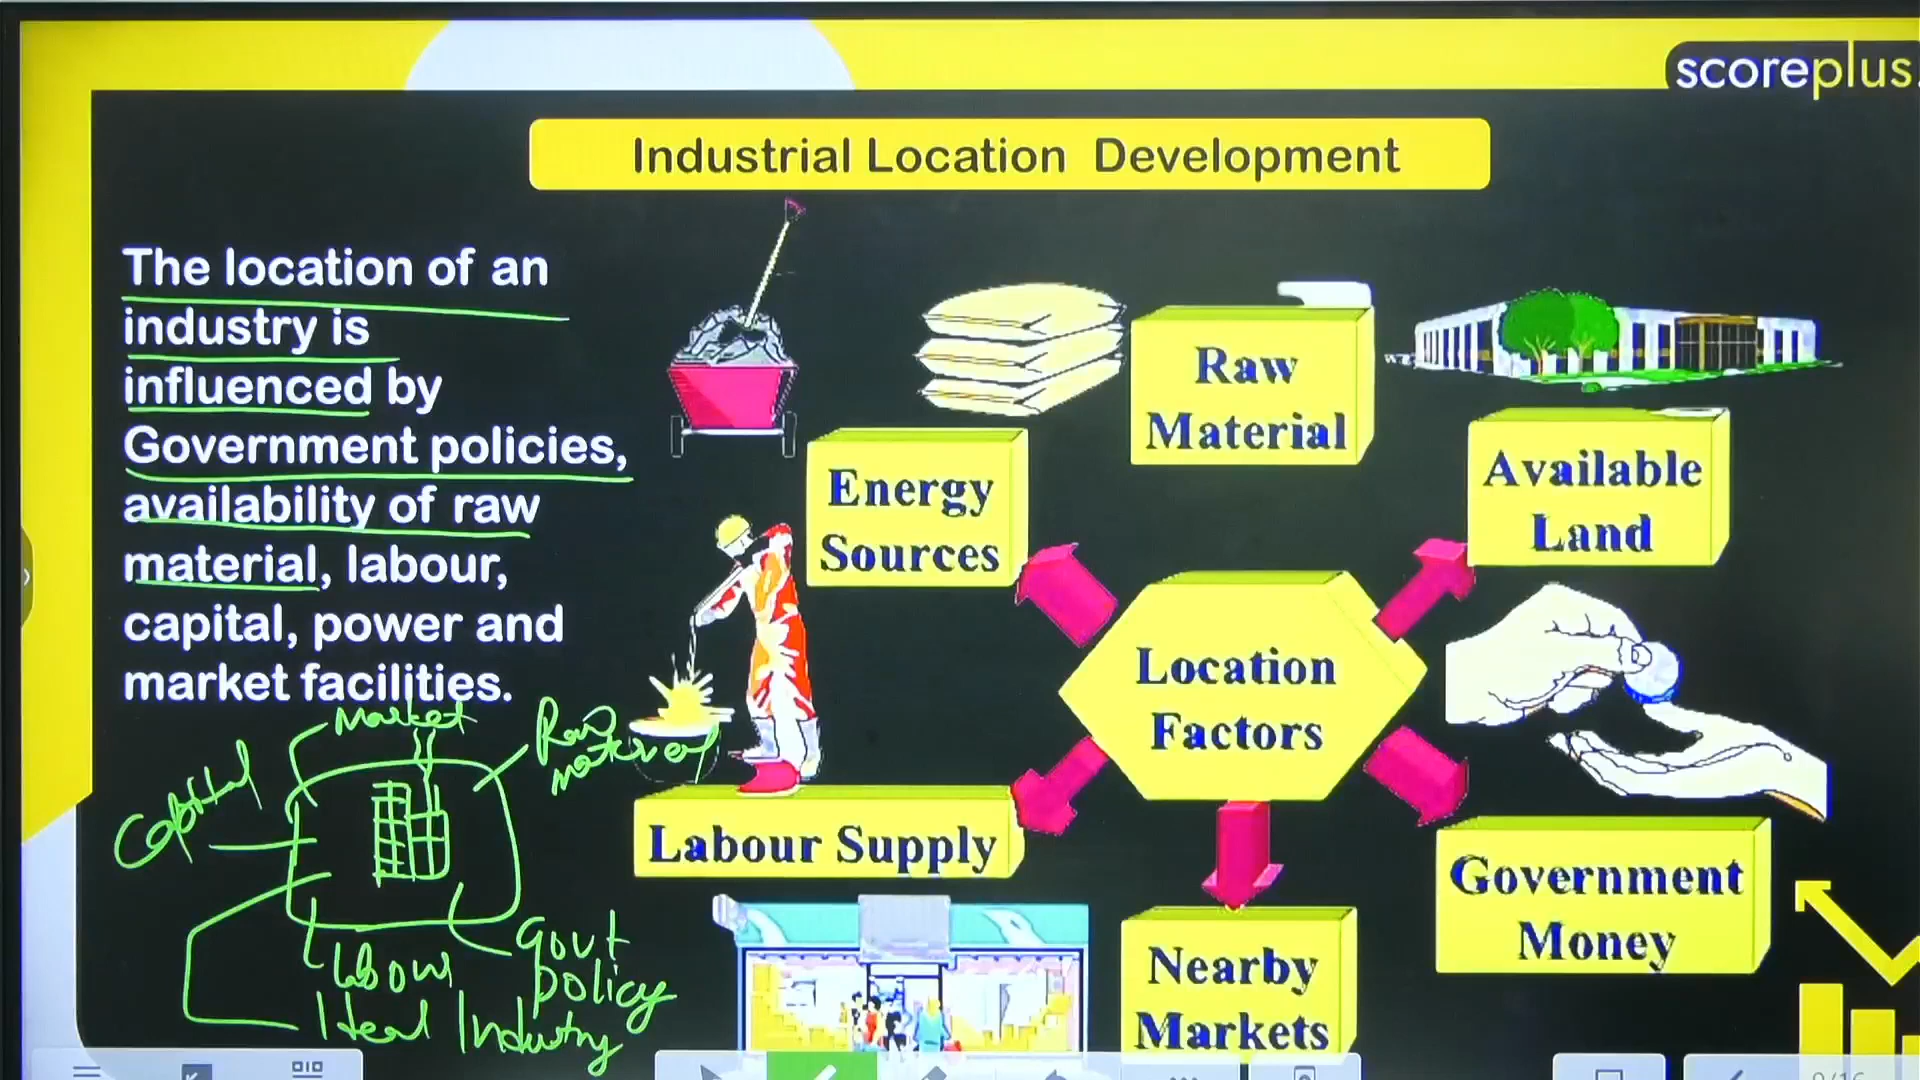 scoreplus.
Industrial Location Development
The location of an
industry is
influenced by
Government policies,
availability of raw
material, labour,
capital, power and
market facilities.
Raw
Material
Energy
Sources
Available
Land
Location
Factors
Labour Supply
Government
Money
Nearby
Markets
Market
Raw
material
Capital
Govt
policy
labour
Industry